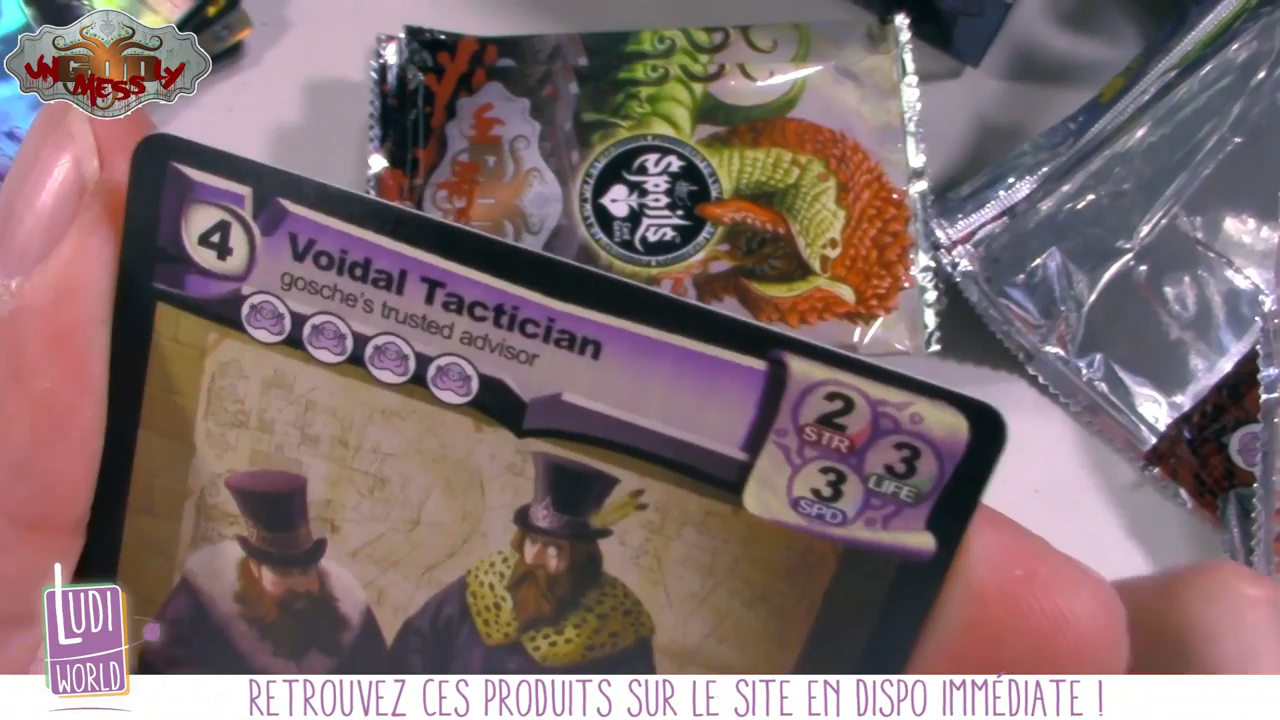 UNGODLY
MESS
The
Spoils
4
Voidal Tactician
gosche's trusted advisor
2
STR
3
LIFE
3
SPD
LUDI
WORLD
RETROUVEZ CES PRODUITS SUR LE SITE EN DISPO IMMÉDIATE !